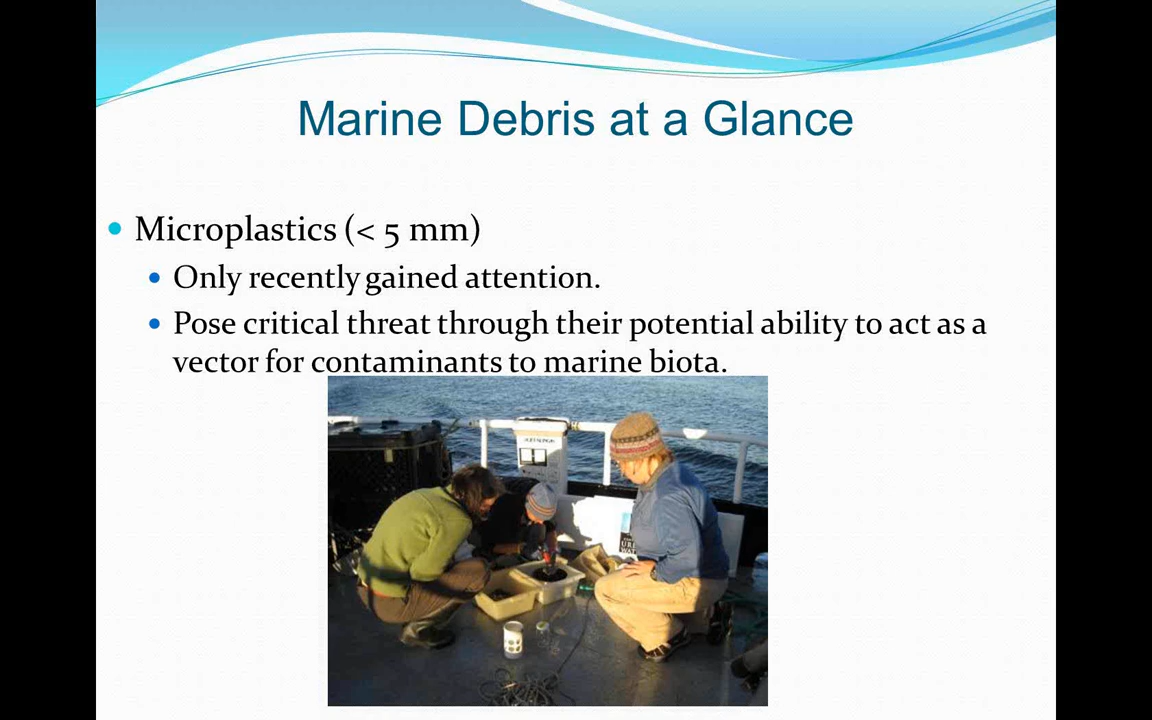 Marine Debris at a Glance
Microplastics (< 5 mm)
Only recently gained attention.
Pose critical threat through their potential ability to act as a
vector for contaminants to marine biota.